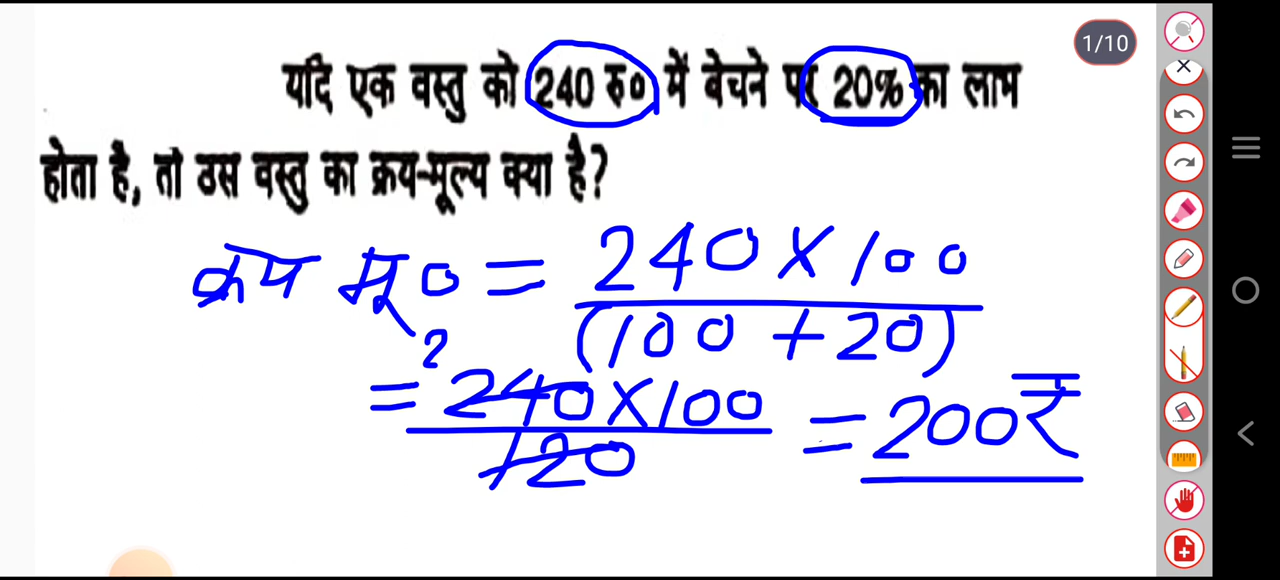 1/10
यदि एक वस्तु को 240 रु० में बेचने पर 20% का लाभ
होता है, तो उस वस्तु का क्रय-मूल्य क्या है?
क्रय मू० = 240 × 100
(100 + 20)
2
= 240 × 100 = 200₹
120